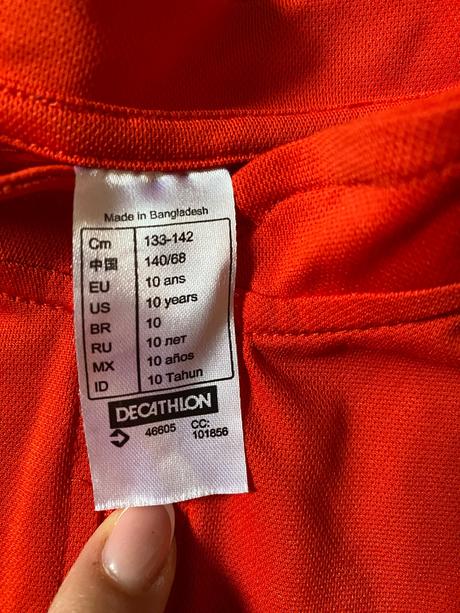 Made in Bangladesh
Cm 133-142
中国 140/68
EU 10 ans
US 10 years
BR 10
RU 10 лет
MX 10 años
ID 10 Tahun
DECATHLON
46605 CC:
101856